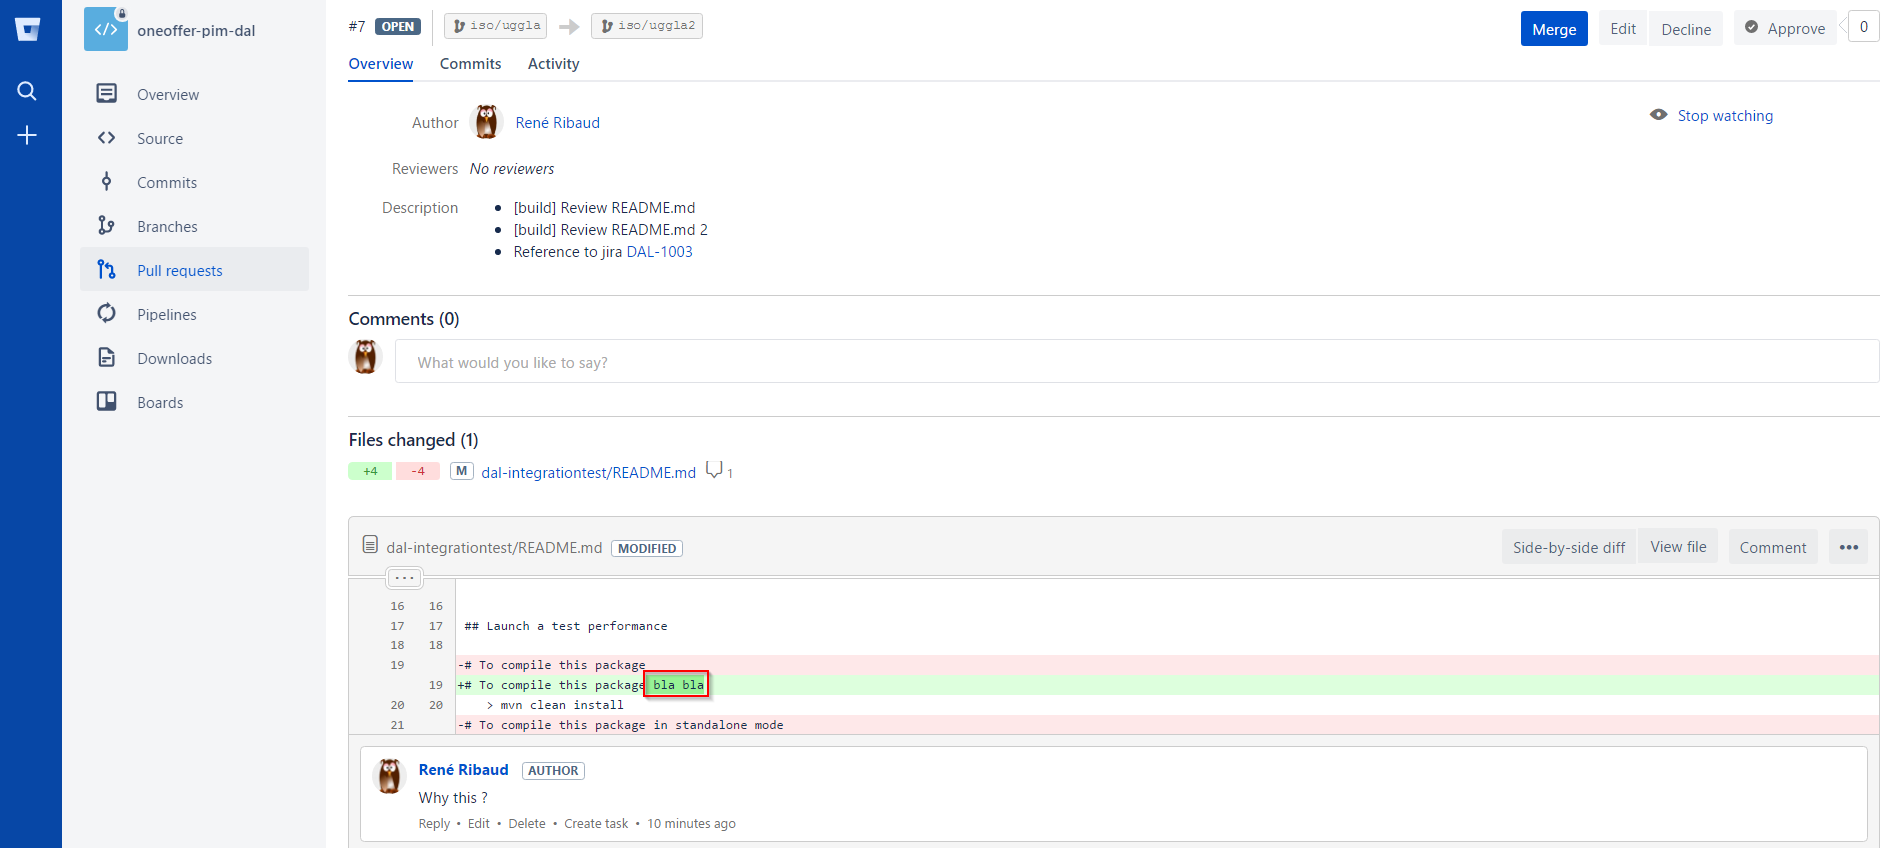 </> oneoffer-pim-dal
Overview
Source
Commits
Branches
Pull requests
Pipelines
Downloads
Boards
#7 OPEN iso/uggla iso/uggla2
Merge Edit Decline Approve 0
Overview Commits Activity
Author René Ribaud
Stop watching
Reviewers No reviewers
Description • [build] Review README.md
• [build] Review README.md 2
• Reference to jira DAL-1003
Comments (0)
What would you like to say?
Files changed (1)
+4 -4 M dal-integrationtest/README.md 1
dal-integrationtest/README.md MODIFIED
Side-by-side diff View file Comment •••
...
16 16
17 17 ## Launch a test performance
18 18
19 -# To compile this package
19 +# To compile this package bla bla
20 20 > mvn clean install
21 -# To compile this package in standalone mode
René Ribaud AUTHOR
Why this ?
Reply • Edit • Delete • Create task • 10 minutes ago